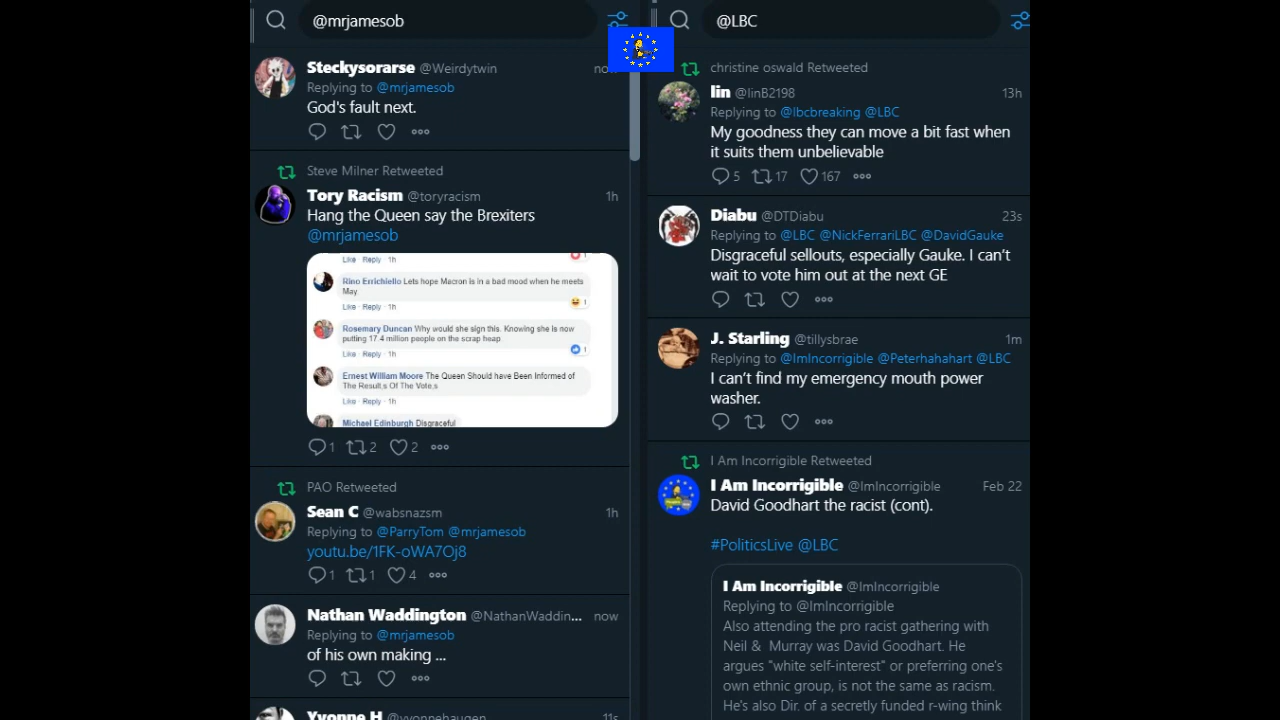 @mrjamesob
Steckysorarse @Weirdytwin now
Replying to @mrjamesob
God's fault next.
Steve Milner Retweeted
Tory Racism @toryracism 1h
Hang the Queen say the Brexiters
@mrjamesob
Like · Reply · 1h
1
Rino Errichiello Lets hope Macron is in a bad mood when he meets
May
1
Like · Reply · 1h
Rosemary Duncan Why would she sign this. Knowing she is now
putting 17.4 million people on the scrap heap
1
Like · Reply · 1h
Ernest William Moore The Queen Should have Been Informed of
The Result,s Of The Vote,s
Like · Reply · 1h
Michael Edinburgh Disgraceful
1 2 2
PAO Retweeted
Sean C @wabsnazsm 1h
Replying to @ParryTom @mrjamesob
youtu.be/1FK-oWA7Oj8
1 1 4
Nathan Waddington @NathanWaddin... now
Replying to @mrjamesob
of his own making ...
Yvonne H @yvonnehaugen 11s
@LBC
christine oswald Retweeted
lin @linB2198 13h
Replying to @lbcbreaking @LBC
My goodness they can move a bit fast when
it suits them unbelievable
5 17 167
Diabu @DTDiabu 23s
Replying to @LBC @NickFerrariLBC @DavidGauke
Disgraceful sellouts, especially Gauke. I can't
wait to vote him out at the next GE
J. Starling @tillysbrae 1m
Replying to @ImIncorrigible @Peterhahahart @LBC
I can't find my emergency mouth power
washer.
I Am Incorrigible Retweeted
I Am Incorrigible @ImIncorrigible Feb 22
David Goodhart the racist (cont).
#PoliticsLive @LBC
I Am Incorrigible @ImIncorrigible
Replying to @ImIncorrigible
Also attending the pro racist gathering with
Neil & Murray was David Goodhart. He
argues "white self-interest" or preferring one's
own ethnic group, is not the same as racism.
He's also Dir. of a secretly funded r-wing think